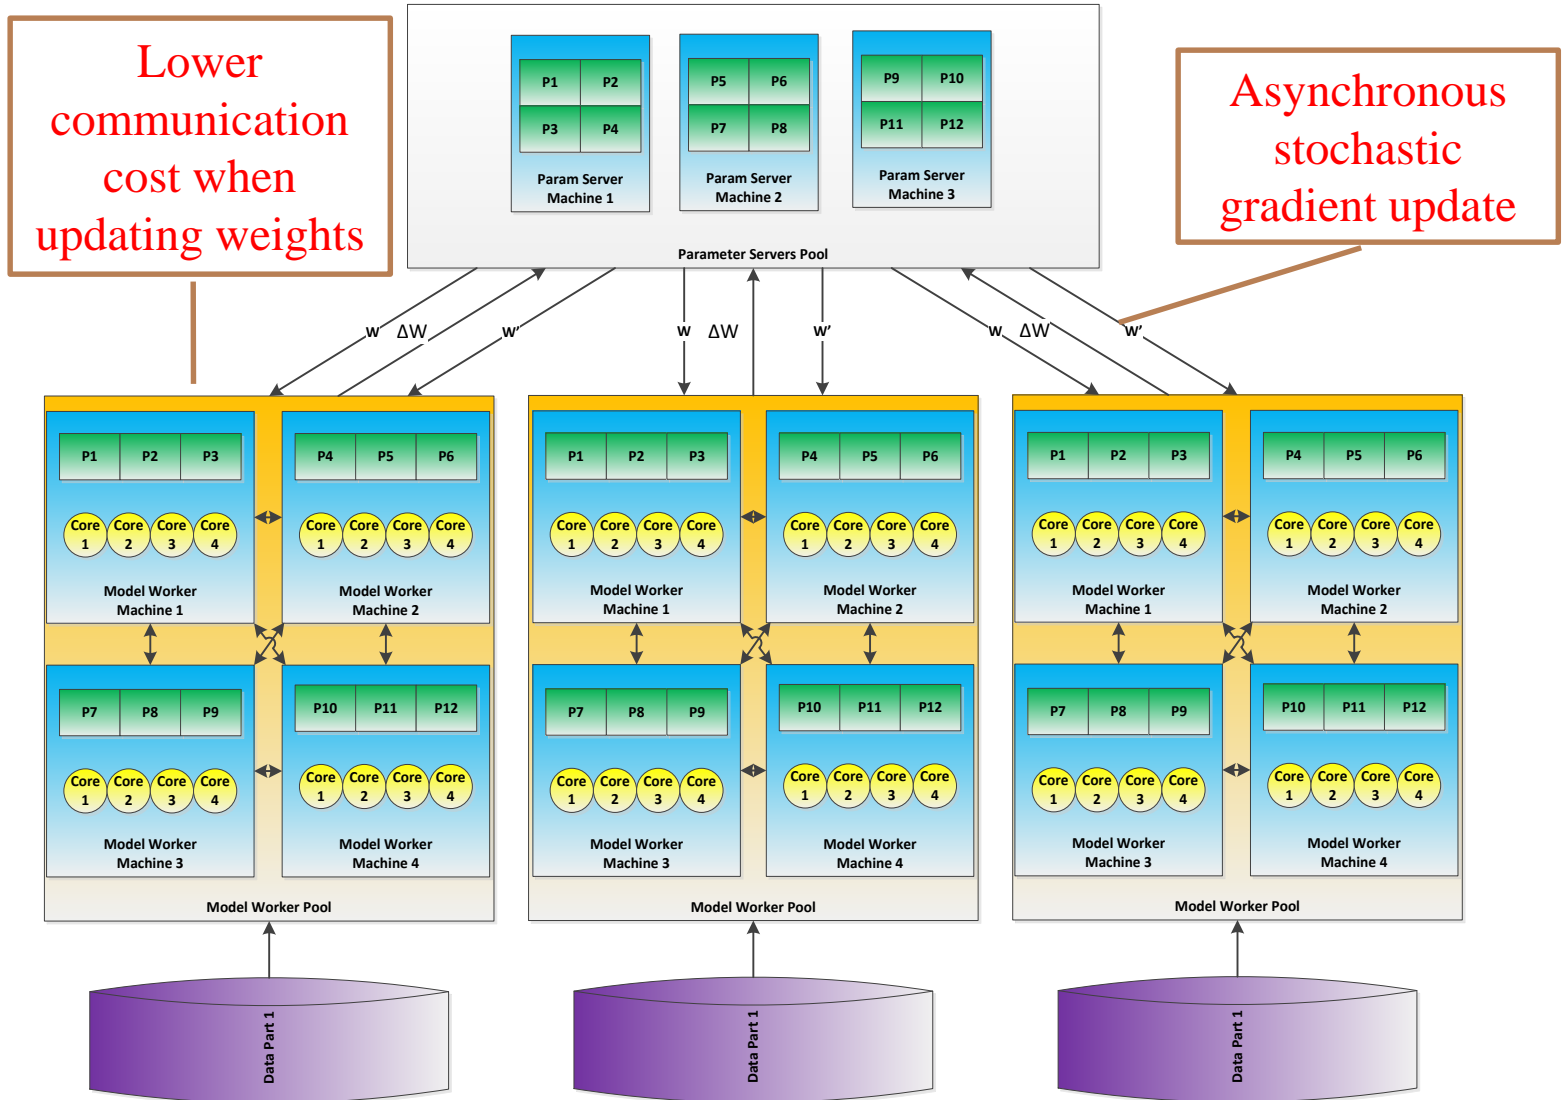 Lower
communication
cost when
updating weights
P1 P2
P3 P4
Param Server
Machine 1
P5 P6
P7 P8
Param Server
Machine 2
P9 P10
P11 P12
Param Server
Machine 3
Parameter Servers Pool
Asynchronous
stochastic
gradient update
W ΔW W'
W ΔW W'
W ΔW W'
P1 P2 P3
Core 1 Core 2 Core 3 Core 4
Model Worker
Machine 1
P4 P5 P6
Core 1 Core 2 Core 3 Core 4
Model Worker
Machine 2
P7 P8 P9
Core 1 Core 2 Core 3 Core 4
Model Worker
Machine 3
P10 P11 P12
Core 1 Core 2 Core 3 Core 4
Model Worker
Machine 4
Model Worker Pool
P1 P2 P3
Core 1 Core 2 Core 3 Core 4
Model Worker
Machine 1
P4 P5 P6
Core 1 Core 2 Core 3 Core 4
Model Worker
Machine 2
P7 P8 P9
Core 1 Core 2 Core 3 Core 4
Model Worker
Machine 3
P10 P11 P12
Core 1 Core 2 Core 3 Core 4
Model Worker
Machine 4
Model Worker Pool
P1 P2 P3
Core 1 Core 2 Core 3 Core 4
Model Worker
Machine 1
P4 P5 P6
Core 1 Core 2 Core 3 Core 4
Model Worker
Machine 2
P7 P8 P9
Core 1 Core 2 Core 3 Core 4
Model Worker
Machine 3
P10 P11 P12
Core 1 Core 2 Core 3 Core 4
Model Worker
Machine 4
Model Worker Pool
Data Part 1
Data Part 1
Data Part 1